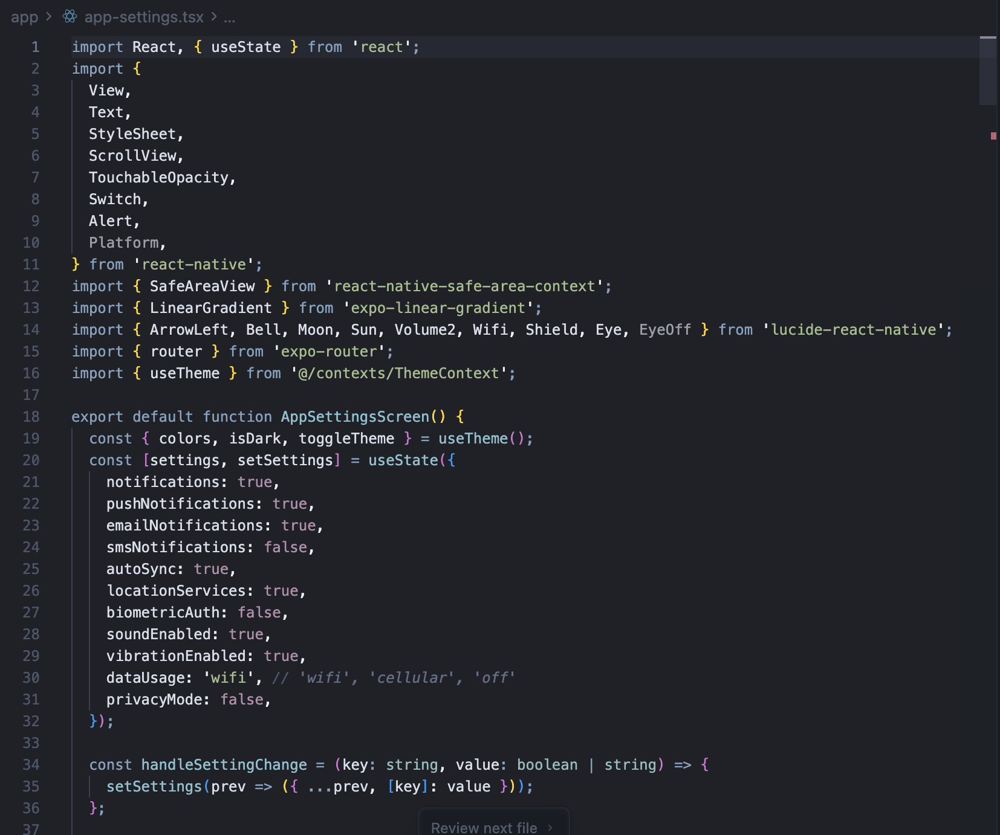 app > app-settings.tsx > ...
1 import React, { useState } from 'react';
2 import {
3   View,
4   Text,
5   StyleSheet,
6   ScrollView,
7   TouchableOpacity,
8   Switch,
9   Alert,
10   Platform,
11 } from 'react-native';
12 import { SafeAreaView } from 'react-native-safe-area-context';
13 import { LinearGradient } from 'expo-linear-gradient';
14 import { ArrowLeft, Bell, Moon, Sun, Volume2, Wifi, Shield, Eye, EyeOff } from 'lucide-react-native';
15 import { router } from 'expo-router';
16 import { useTheme } from '@/contexts/ThemeContext';
17
18 export default function AppSettingsScreen() {
19   const { colors, isDark, toggleTheme } = useTheme();
20   const [settings, setSettings] = useState({
21     notifications: true,
22     pushNotifications: true,
23     emailNotifications: true,
24     smsNotifications: false,
25     autoSync: true,
26     locationServices: true,
27     biometricAuth: false,
28     soundEnabled: true,
29     vibrationEnabled: true,
30     dataUsage: 'wifi', // 'wifi', 'cellular', 'off'
31     privacyMode: false,
32   });
33
34   const handleSettingChange = (key: string, value: boolean | string) => {
35     setSettings(prev => ({ ...prev, [key]: value }));
36   };
37
Review next file >